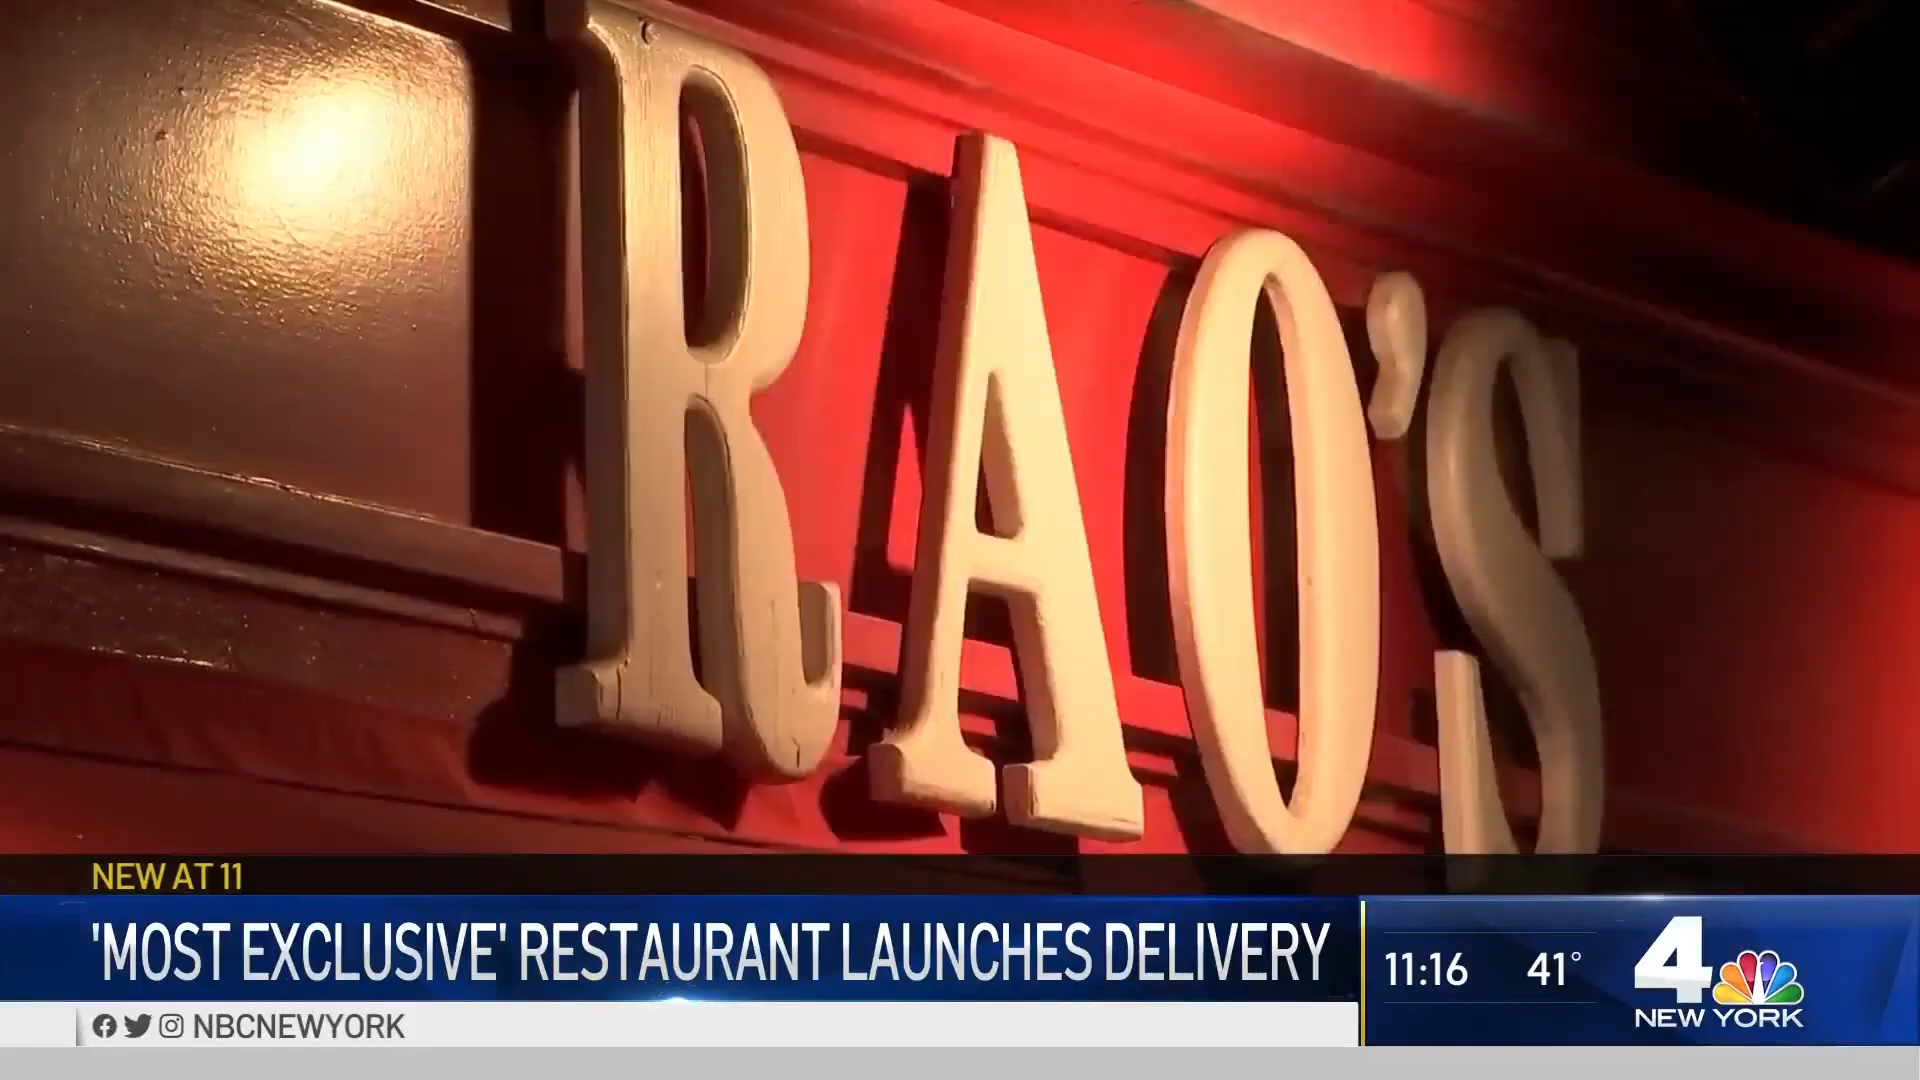 RAO'S
NEW AT 11
'MOST EXCLUSIVE' RESTAURANT LAUNCHES DELIVERY
11:16 41° 4
NEW YORK
NBCNEWYORK